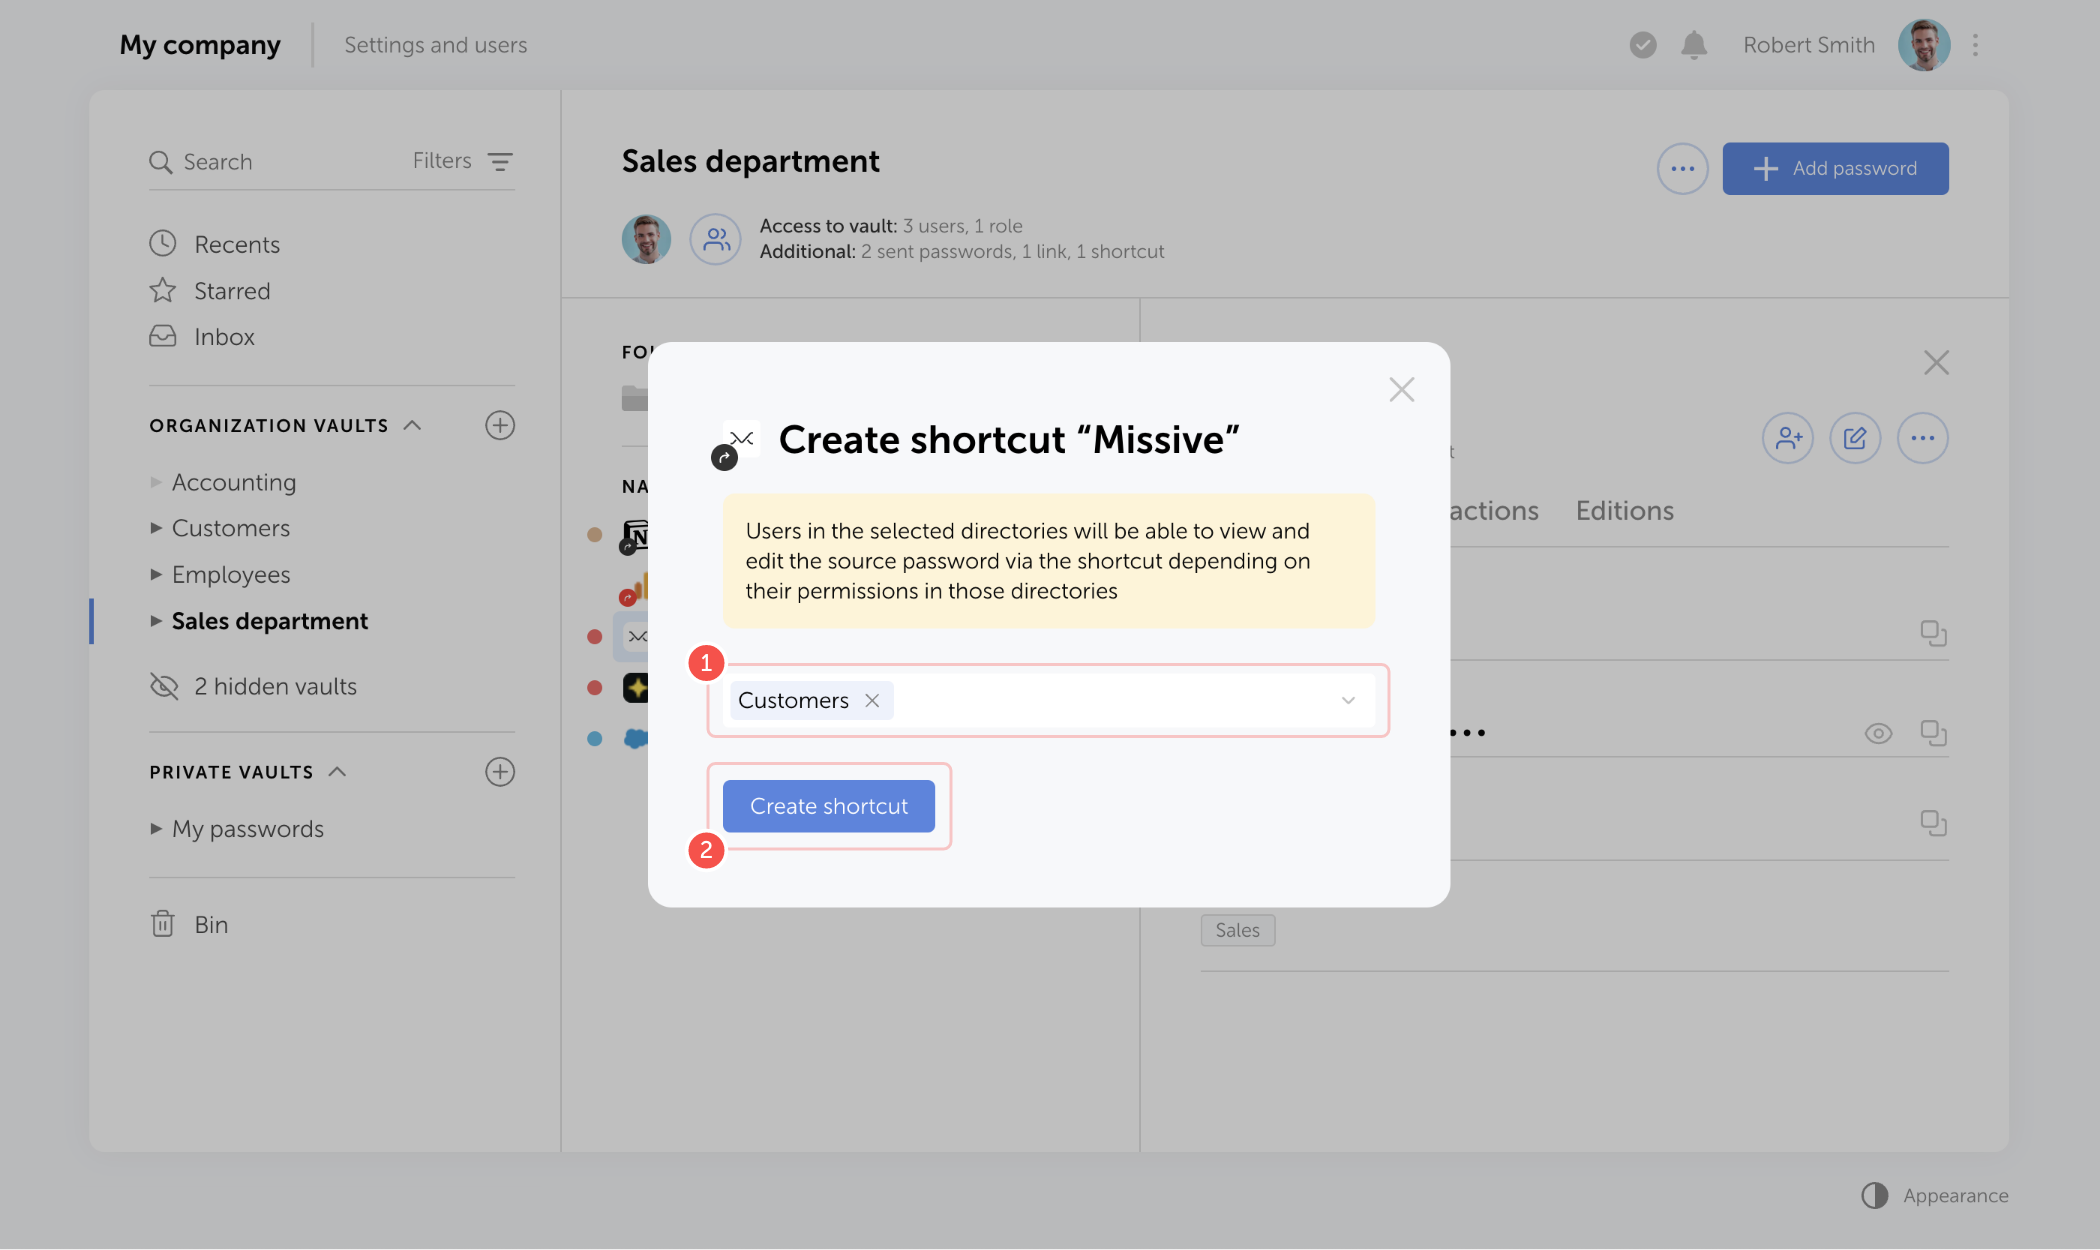 My company
Settings and users
Robert Smith
Search
Filters
Recents
Starred
Inbox
ORGANIZATION VAULTS
Accounting
Customers
Employees
Sales department
2 hidden vaults
PRIVATE VAULTS
My passwords
Bin
Sales department
Add password
Access to vault: 3 users, 1 role
Additional: 2 sent passwords, 1 link, 1 shortcut
Create shortcut “Missive”
Users in the selected directories will be able to view and
edit the source password via the shortcut depending on
their permissions in those directories
1
Customers
Create shortcut
2
Editions
Sales
Appearance